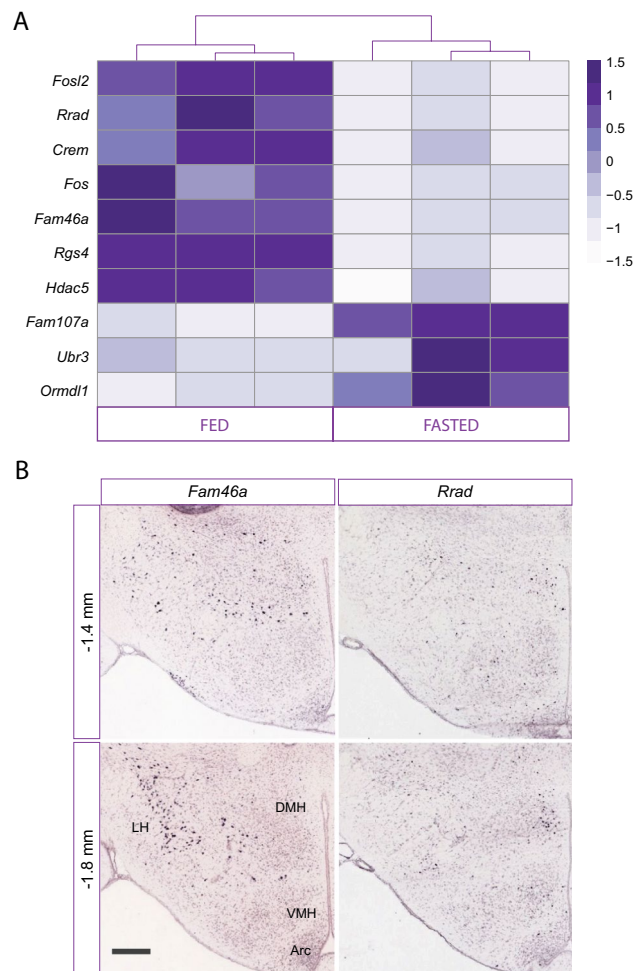 A
Fosl2
Rrad
Crem
Fos
Fam46a
Rgs4
Hdac5
Fam107a
Ubr3
Ormdl1
1.5
1
0.5
0
−0.5
−1
−1.5
FED
FASTED
B
Fam46a
Rrad
-1.4 mm
-1.8 mm
LH
DMH
VMH
Arc